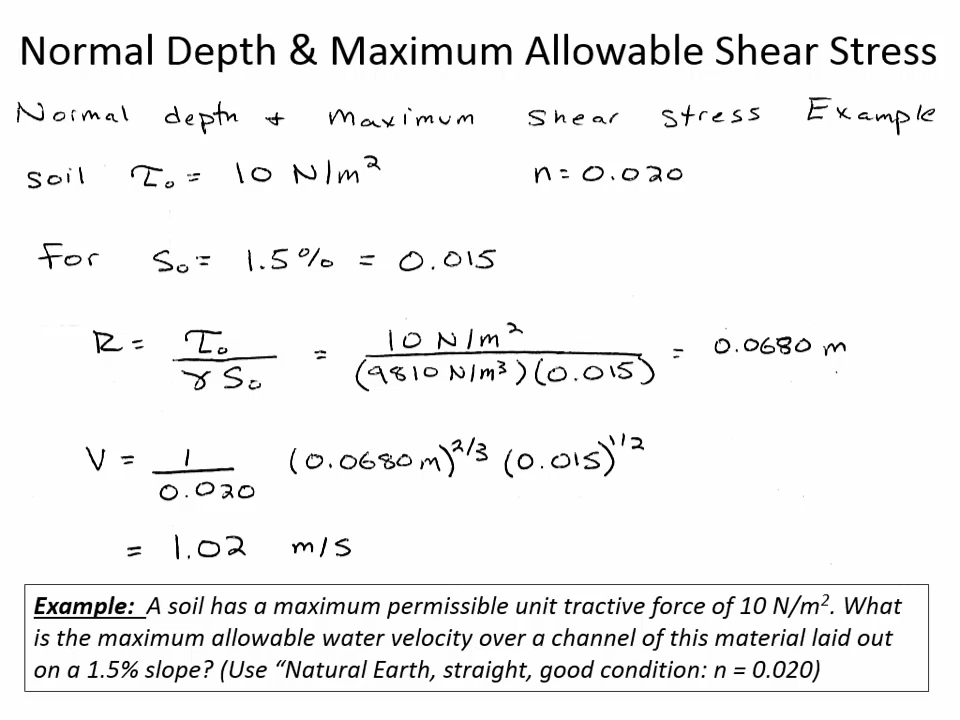 Normal Depth & Maximum Allowable Shear Stress
Normal depth + Maximum shear stress Example
soil τ₀ = 10 N/m² n = 0.020
For S₀ = 1.5% = 0.015
R = τ₀ / γ S₀ = 10 N/m² / (9810 N/m³)(0.015) = 0.0680 m
V = 1 / 0.020 (0.0680 m)^2/3 (0.015)^1/2
= 1.02 m/s
Example: A soil has a maximum permissible unit tractive force of 10 N/m². What
is the maximum allowable water velocity over a channel of this material laid out
on a 1.5% slope? (Use “Natural Earth, straight, good condition: n = 0.020)